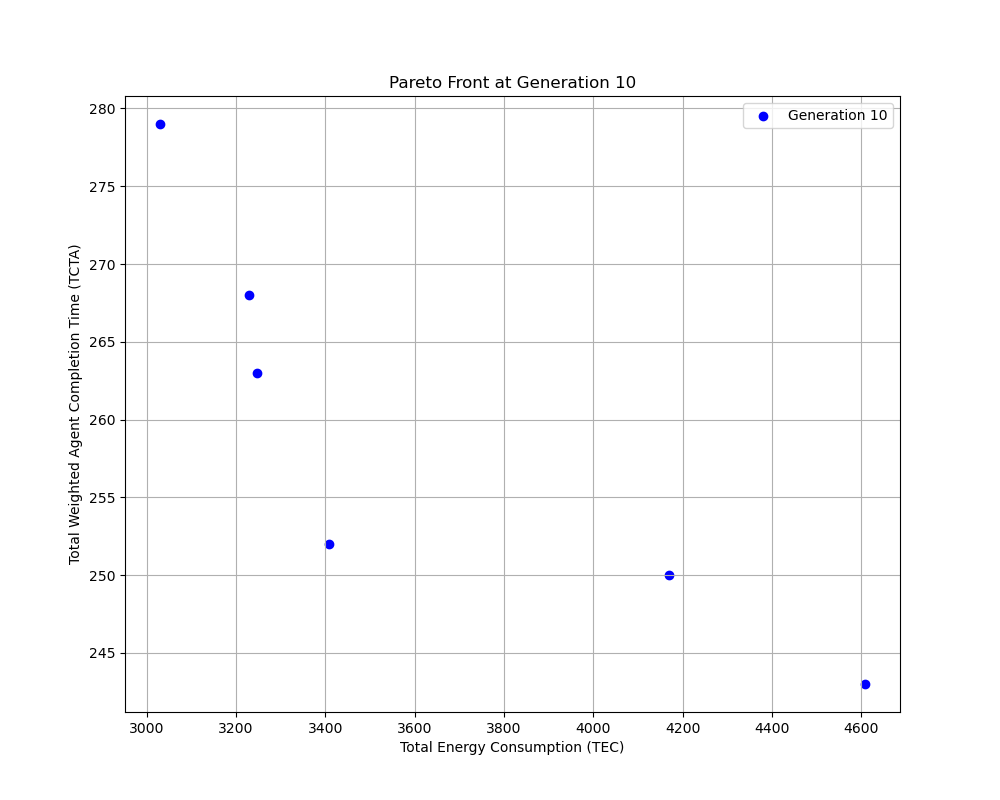 Pareto Front at Generation 10
Generation 10
Total Weighted Agent Completion Time (TCTA)
280
275
270
265
260
255
250
245
3000 3200 3400 3600 3800 4000 4200 4400 4600
Total Energy Consumption (TEC)